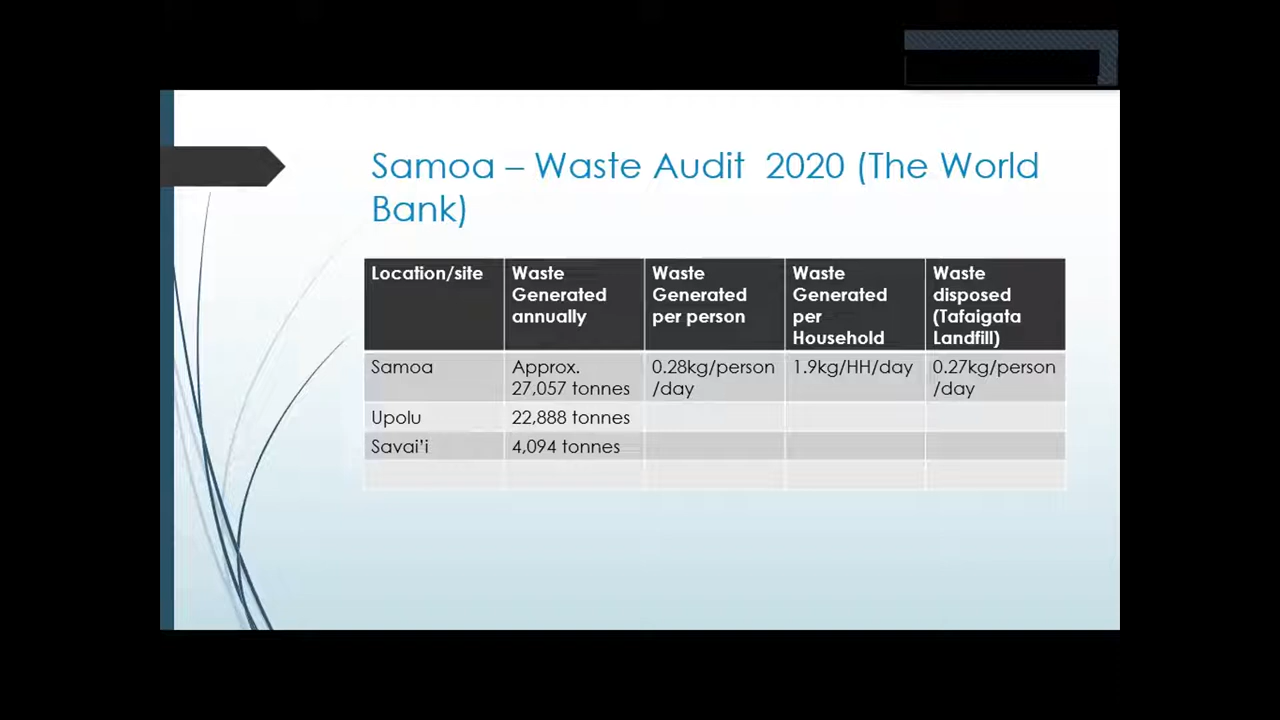 Samoa – Waste Audit 2020 (The World
Bank)
Location/site
Waste
Generated
annually
Waste
Generated
per person
Waste
Generated
per
Household
Waste
disposed
(Tafaigata
Landfill)
Samoa
Approx.
27,057 tonnes
0.28kg/person
/day
1.9kg/HH/day
0.27kg/person
/day
Upolu
22,888 tonnes
Savai’i
4,094 tonnes